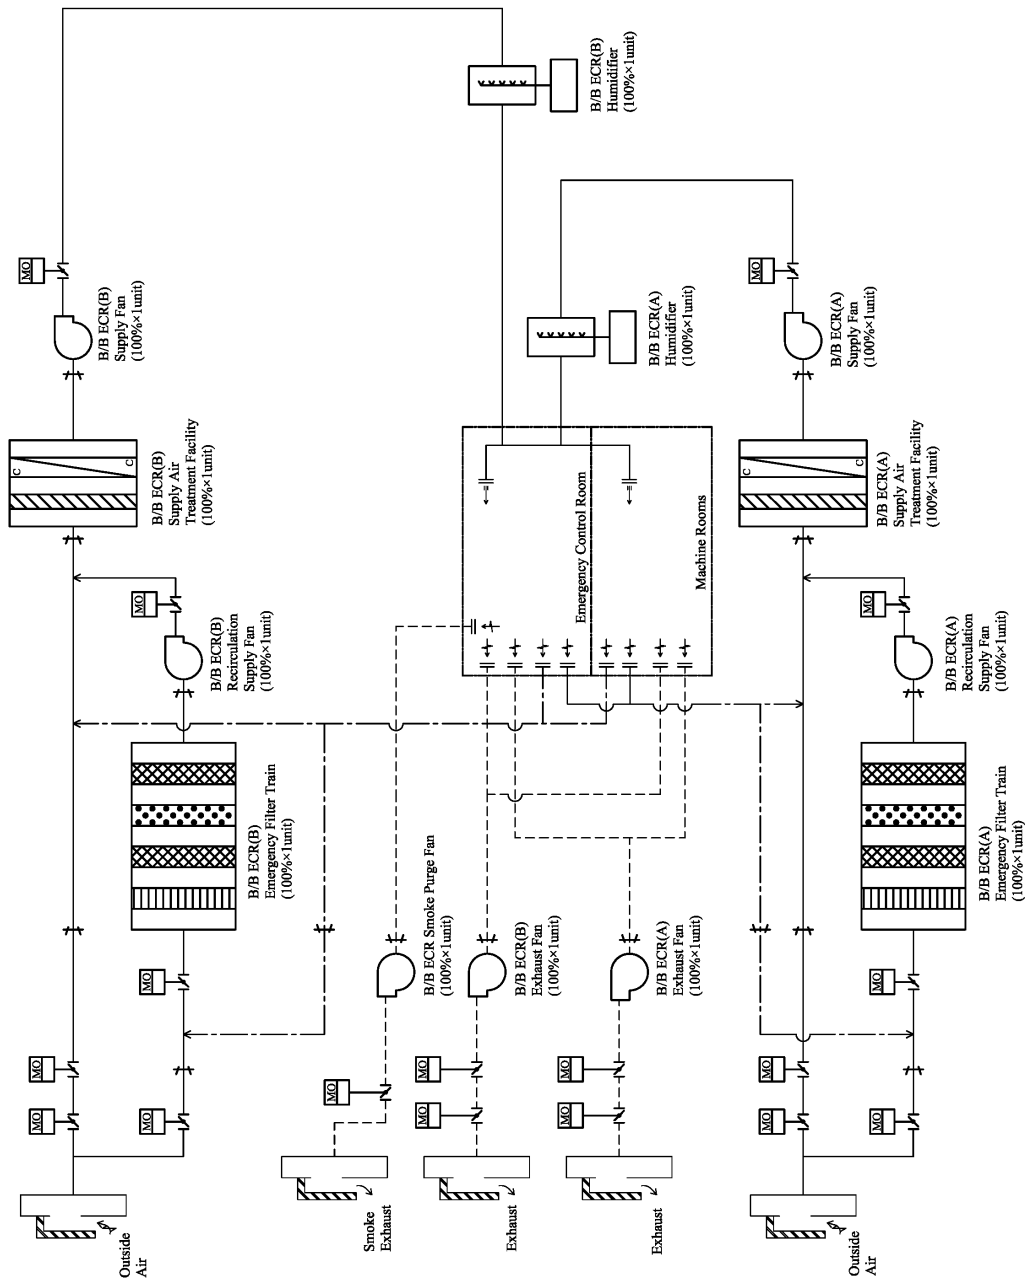 MO
MO
MO
C
C
B/B ECR(B)
Supply Fan
(100%×1unit)
Outside
Air
MO
MO
MO
B/B ECR(B)
Supply Air
Treatment Facility
(100%×1unit)
B/B ECR(B)
Recirculation
Supply Fan
(100%×1unit)
B/B ECR(B)
Emergency Filter Train
(100%×1unit)
MO
Smoke
Exhaust
B/B ECR Smoke Purge Fan
(100%×1unit)
MO
MO
Exhaust
B/B ECR(B)
Exhaust Fan
(100%×1unit)
Emergency Control Room
B/B ECR(B)
Humidifier
(100%×1unit)
MO
MO
Exhaust
B/B ECR(A)
Exhaust Fan
(100%×1unit)
B/B ECR(A)
Humidifier
(100%×1unit)
Machine Rooms
MO
MO
MO
C
C
B/B ECR(A)
Supply Fan
(100%×1unit)
Outside
Air
MO
MO
MO
B/B ECR(A)
Supply Air
Treatment Facility
(100%×1unit)
B/B ECR(A)
Recirculation
Supply Fan
(100%×1unit)
B/B ECR(A)
Emergency Filter Train
(100%×1unit)